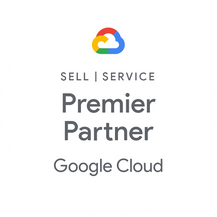 SELL | SERVICE
Premier
Partner
Google Cloud